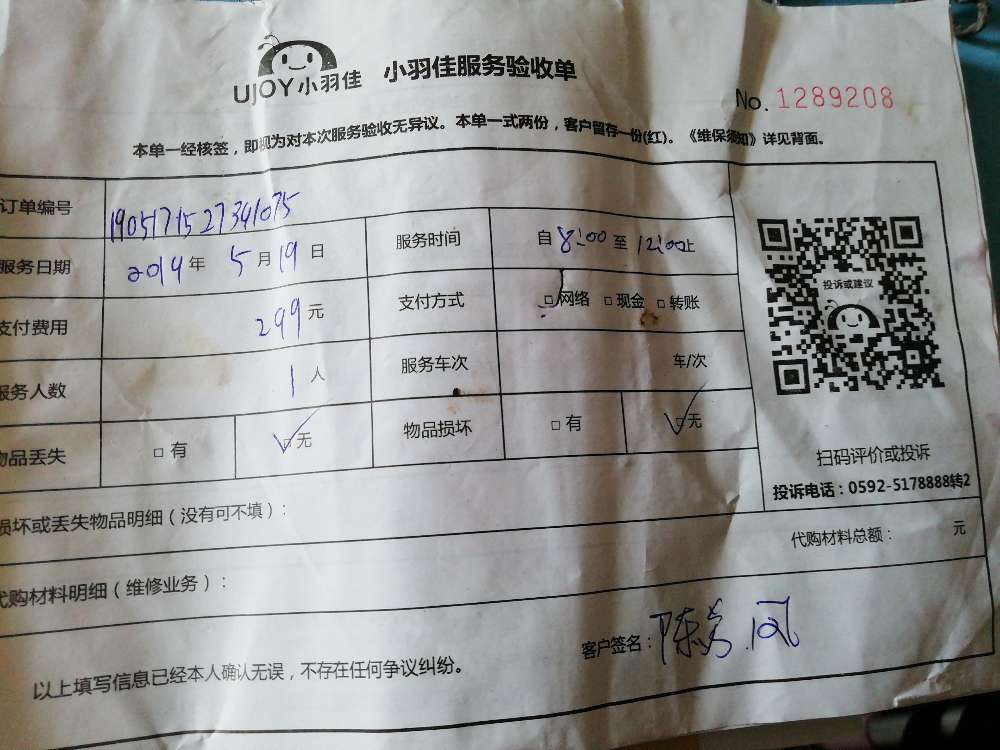 UJOY小羽佳 小羽佳服务验收单
No. 1289208
本单一经核签，即视为对本次服务验收无异议。本单一式两份，客户留存一份(红)。《维保须知》详见背面。
订单编号 1905171527341075
服务日期 2019年 5月19日 服务时间 自8:00至12:00止
支付费用 299元 支付方式 □网络 □现金 □转账
服务人数 1人 服务车次 车/次
物品丢失 □有 □无 物品损坏 □有 □无
投诉或建议
扫码评价或投诉
投诉电话：0592-5178888转2
损坏或丢失物品明细（没有可不填）：
代购材料明细（维修业务）： 代购材料总额： 元
以上填写信息已经本人确认无误，不存在任何争议纠纷。 客户签名：陈秀凤